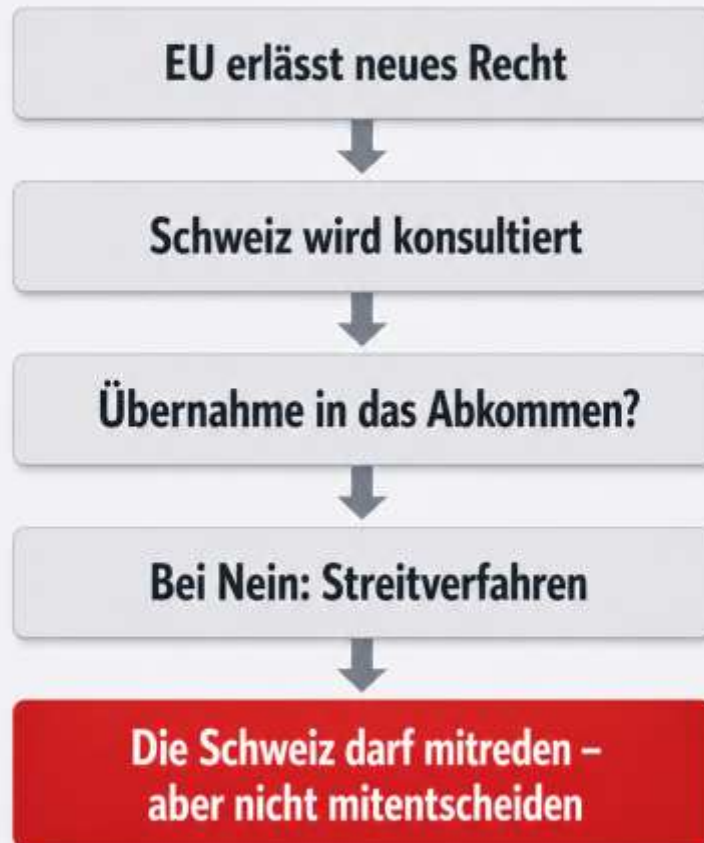 EU erlässt neues Recht
Schweiz wird konsultiert
Übernahme in das Abkommen?
Bei Nein: Streitverfahren
Die Schweiz darf mitreden –
aber nicht mitentscheiden